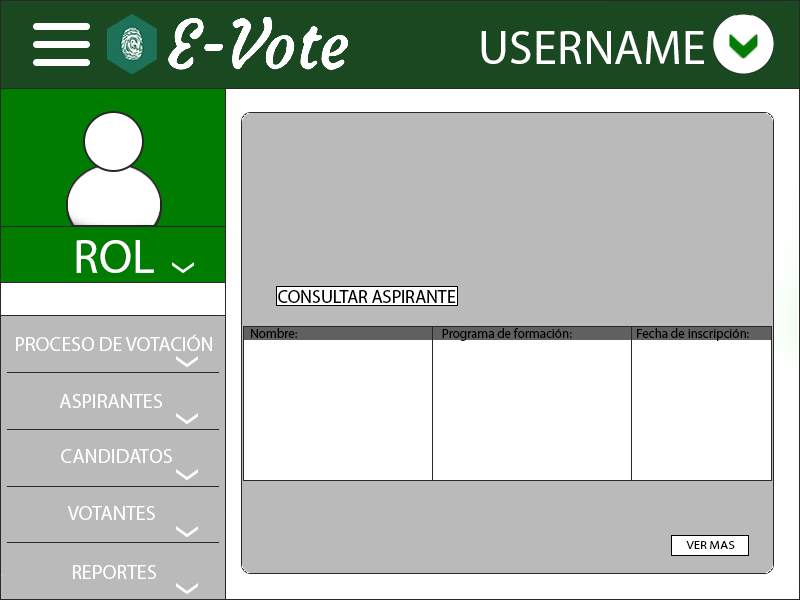 E-Vote
USERNAME
ROL
PROCESO DE VOTACIÓN
ASPIRANTES
CANDIDATOS
VOTANTES
REPORTES
CONSULTAR ASPIRANTE
Nombre: Programa de formación: Fecha de inscripción:
VER MAS